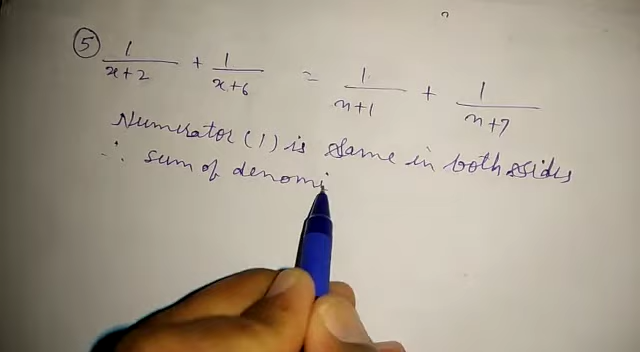 ⑤ 1/(x+2) + 1/(x+6) = 1/(x+1) + 1/(x+7)
Numerator (1) is same in both sides
∴ sum of denomi